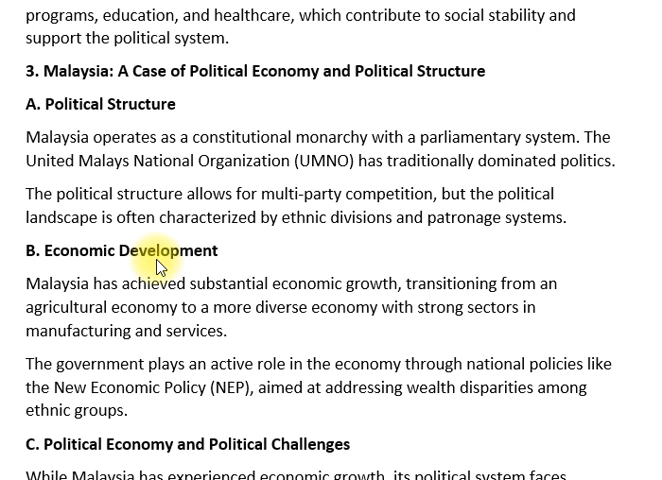 programs, education, and healthcare, which contribute to social stability and
support the political system.
3. Malaysia: A Case of Political Economy and Political Structure
A. Political Structure
Malaysia operates as a constitutional monarchy with a parliamentary system. The
United Malays National Organization (UMNO) has traditionally dominated politics.
The political structure allows for multi-party competition, but the political
landscape is often characterized by ethnic divisions and patronage systems.
B. Economic Development
Malaysia has achieved substantial economic growth, transitioning from an
agricultural economy to a more diverse economy with strong sectors in
manufacturing and services.
The government plays an active role in the economy through national policies like
the New Economic Policy (NEP), aimed at addressing wealth disparities among
ethnic groups.
C. Political Economy and Political Challenges
While Malaysia has experienced economic growth, its political system faces